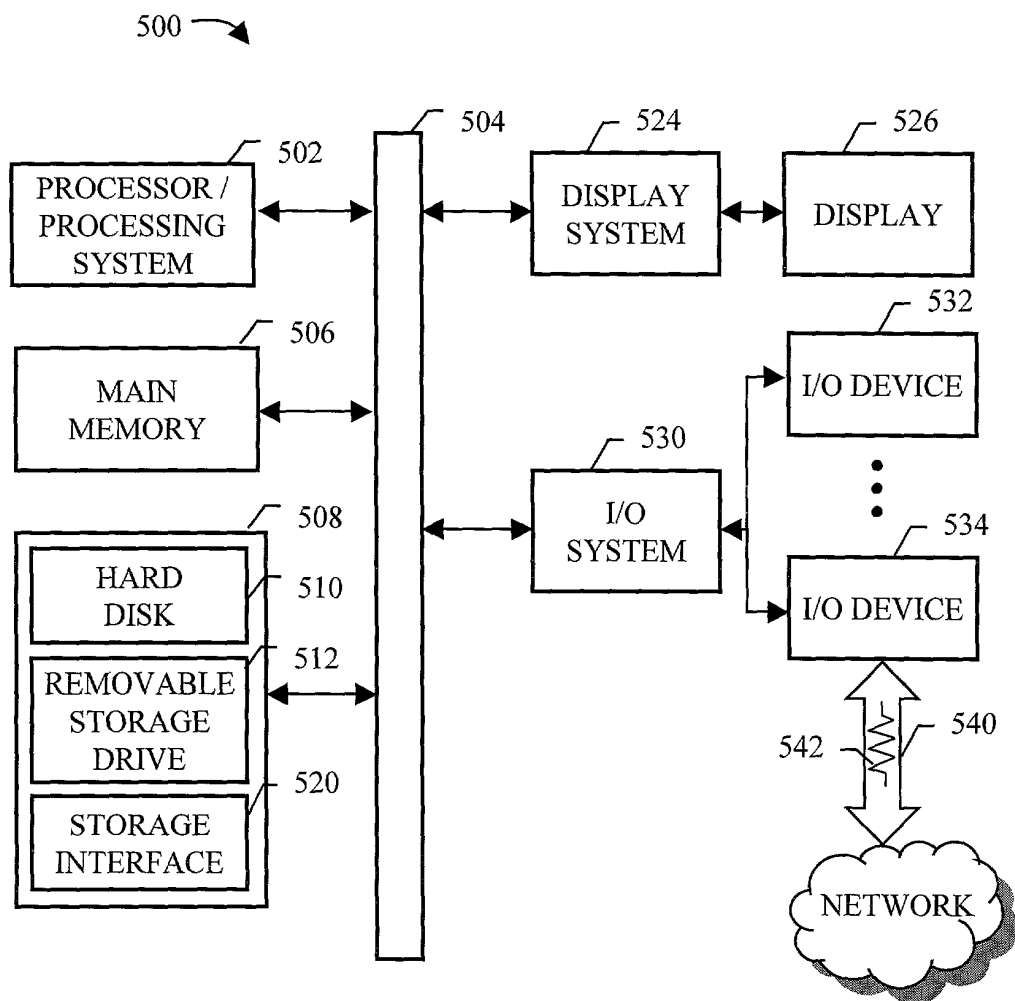 500
502
PROCESSOR /
PROCESSING
SYSTEM
504
524
DISPLAY
SYSTEM
526
DISPLAY
506
MAIN
MEMORY
532
I/O DEVICE
530
I/O
SYSTEM
534
I/O DEVICE
508
HARD
DISK
510
512
REMOVABLE
STORAGE
DRIVE
520
STORAGE
INTERFACE
542
540
NETWORK